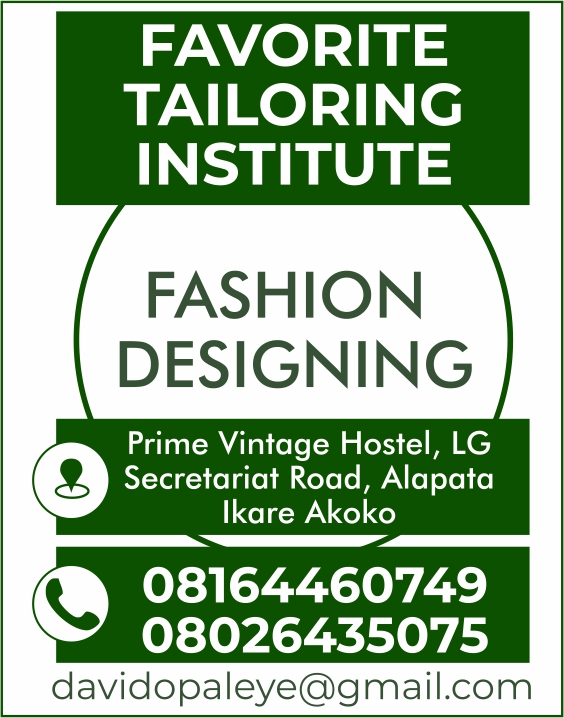 FAVORITE
TAILORING
INSTITUTE
FASHION
DESIGNING
Prime Vintage Hostel, LG
Secretariat Road, Alapata
Ikare Akoko
08164460749
08026435075
davidopaleye@gmail.com